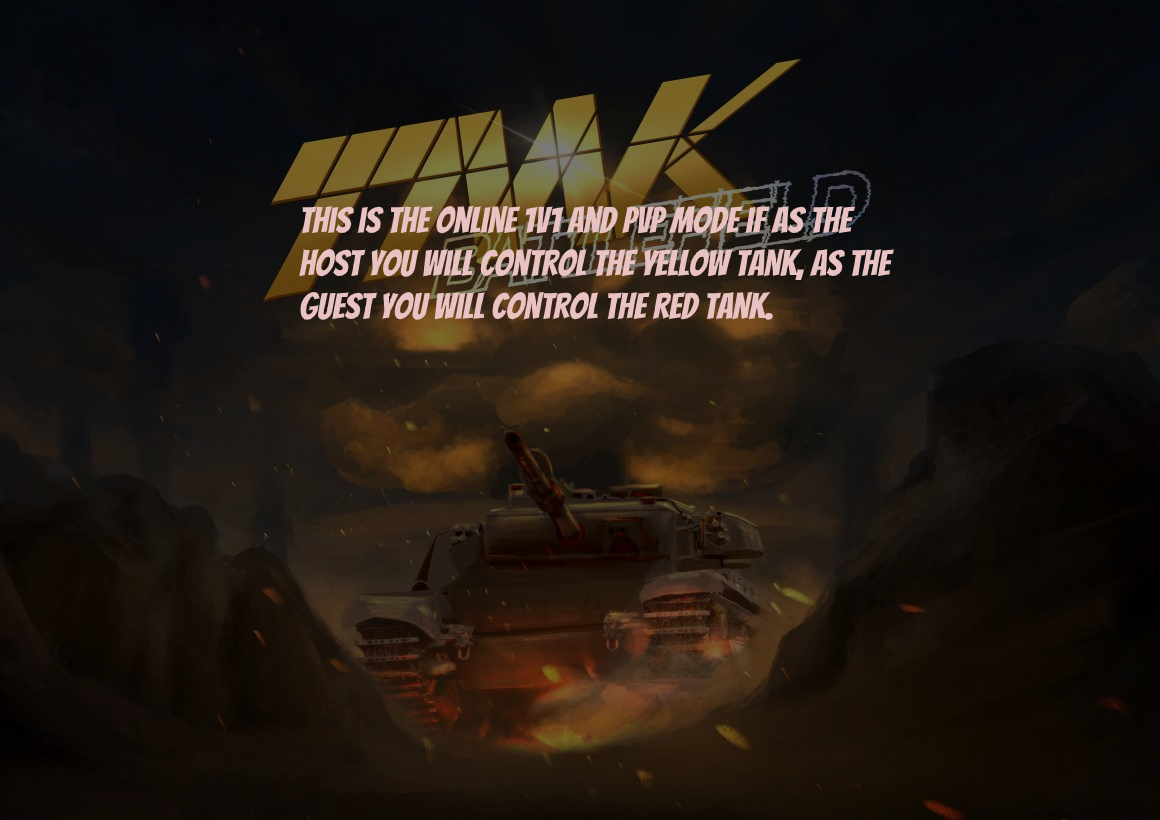 TANK
BATTLEFIELD
THIS IS THE ONLINE 1V1 AND PVP MODE IF AS THE
HOST YOU WILL CONTROL THE YELLOW TANK, AS THE
GUEST YOU WILL CONTROL THE RED TANK.